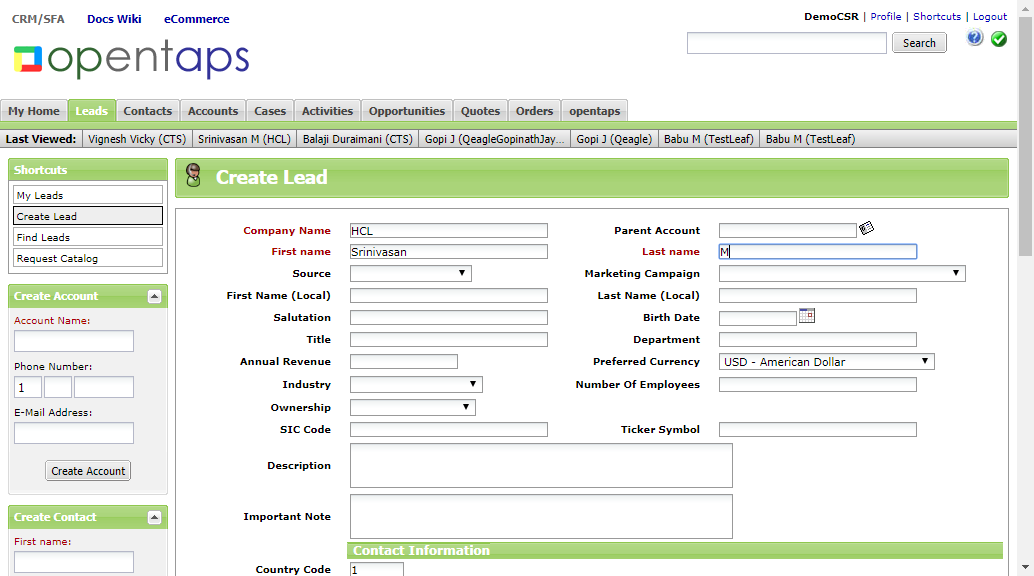 CRM/SFA Docs Wiki eCommerce
DemoCSR | Profile | Shortcuts | Logout
opentaps
Search
My Home Leads Contacts Accounts Cases Activities Opportunities Quotes Orders opentaps
Last Viewed: Vignesh Vicky (CTS) Srinivasan M (HCL) Balaji Duraimani (CTS) Gopi J (QeagleGopinathJay... Gopi J (Qeagle) Babu M (TestLeaf) Babu M (TestLeaf)
Shortcuts
My Leads
Create Lead
Find Leads
Request Catalog
Create Account
Account Name:
Phone Number:
1
E-Mail Address:
Create Account
Create Contact
First name:
Create Lead
Company Name HCL Parent Account
First name Srinivasan Last name M
Source Marketing Campaign
First Name (Local) Last Name (Local)
Salutation Birth Date
Title Department
Annual Revenue Preferred Currency USD - American Dollar
Industry Number Of Employees
Ownership
SIC Code Ticker Symbol
Description
Important Note
Contact Information
Country Code 1